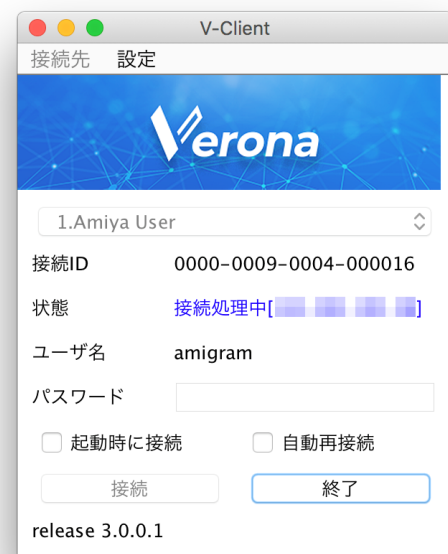 V-Client
接続先 設定
Verona
1.Amiya User
接続ID 0000-0009-0004-000016
状態 接続処理中[ ]
ユーザ名 amigram
パスワード
起動時に接続 自動再接続
接続 終了
release 3.0.0.1